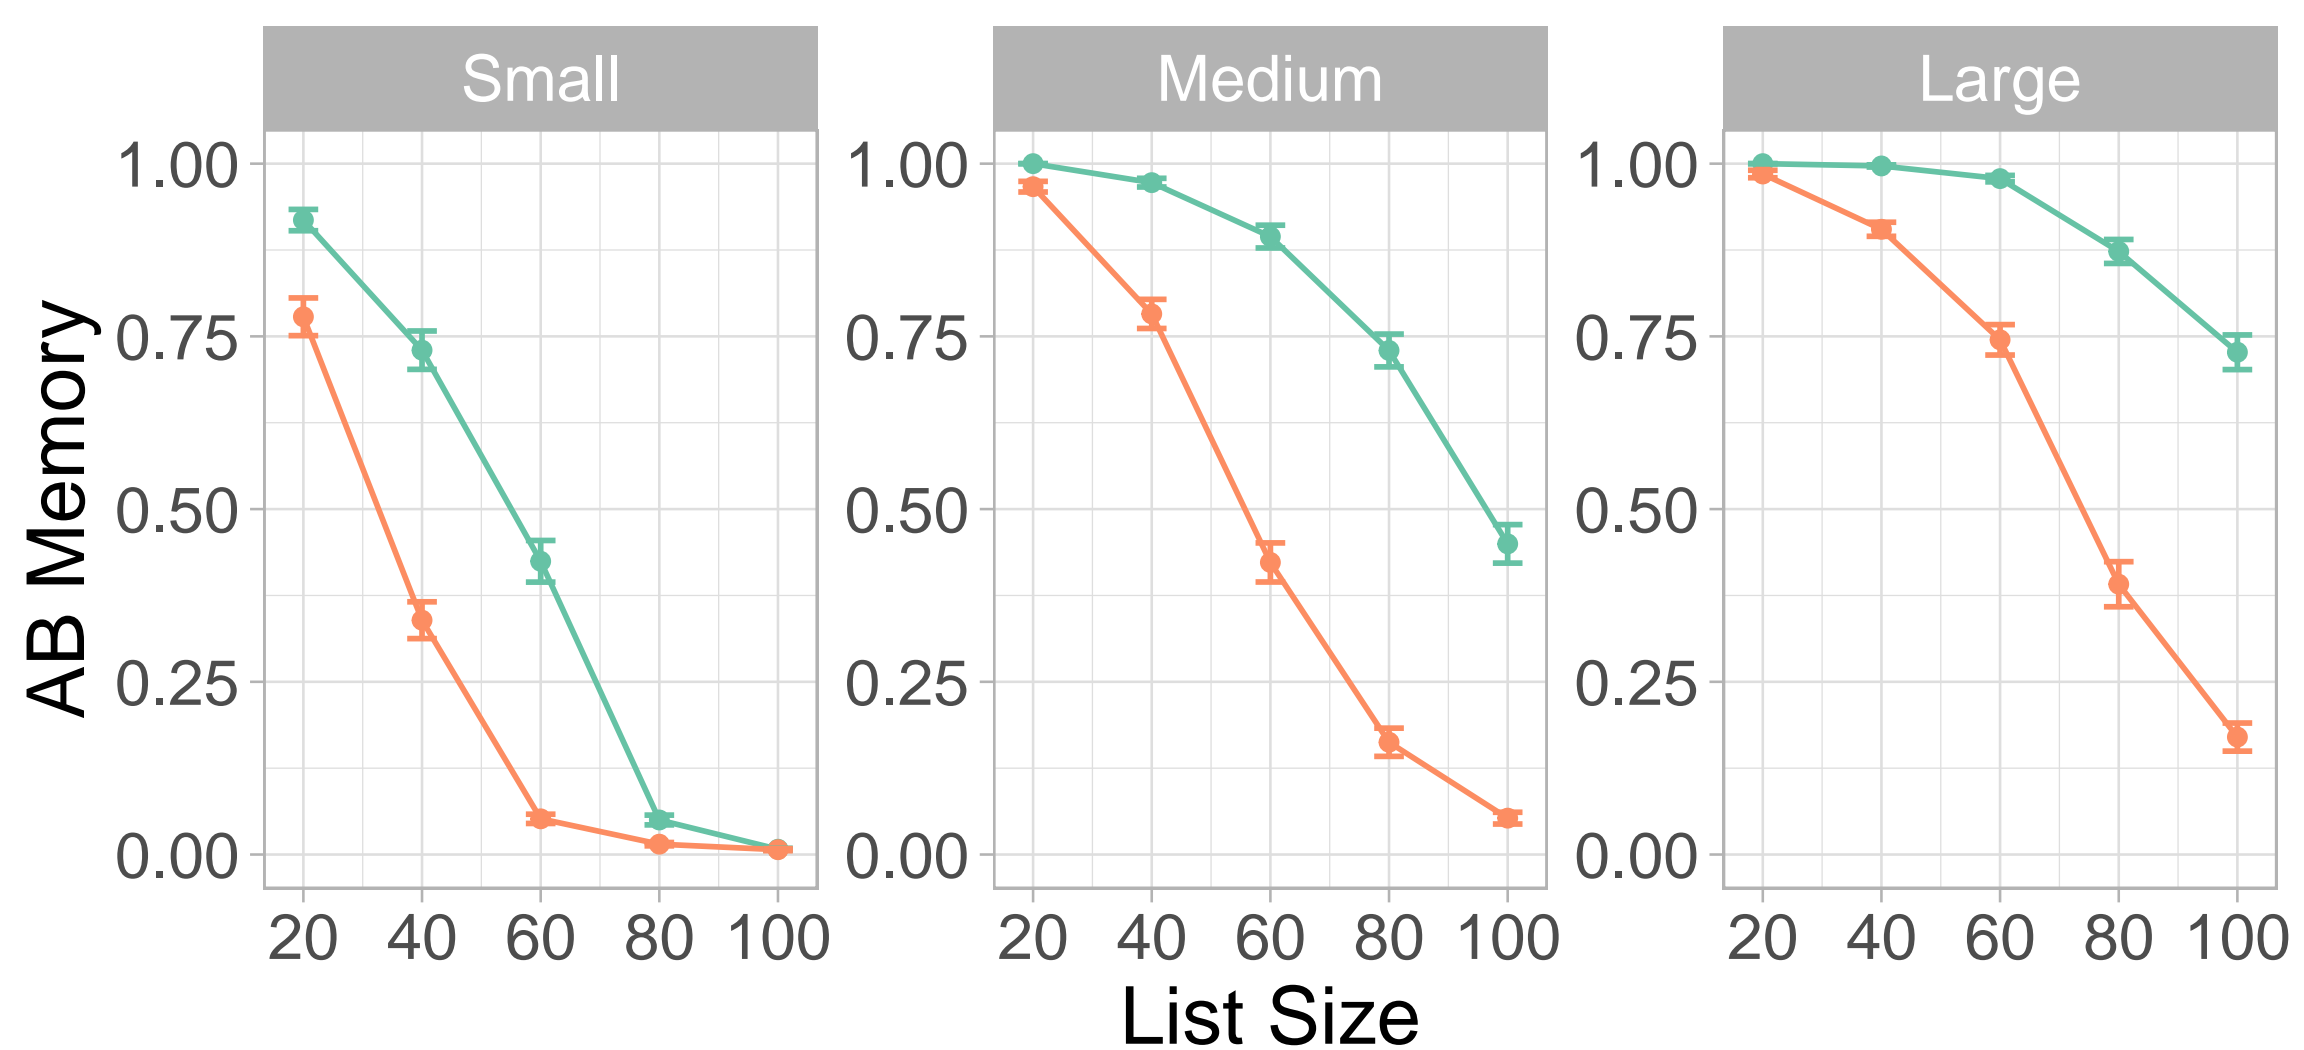 Small Medium Large
1.00 1.00 1.00
0.75 0.75 0.75
0.50 0.50 0.50
0.25 0.25 0.25
0.00 0.00 0.00
20 40 60 80 100 20 40 60 80 100 20 40 60 80 100
AB Memory
List Size